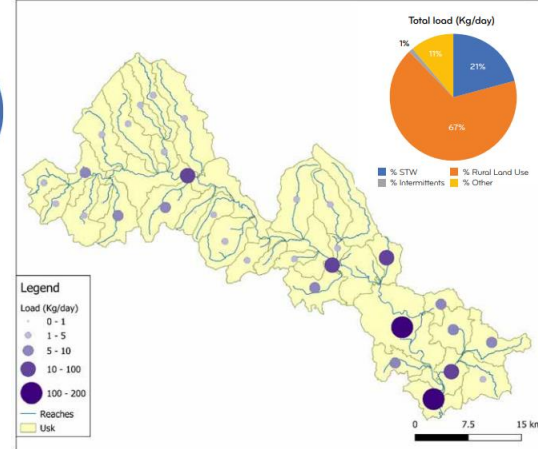 Total load (Kg/day)
1%
11%
21%
67%
% STW
% Rural Land Use
% Intermittents
% Other
Legend
Load (Kg/day)
0 - 1
1 - 5
5 - 10
10 - 100
100 - 200
Reaches
Usk
0 7.5 15 km